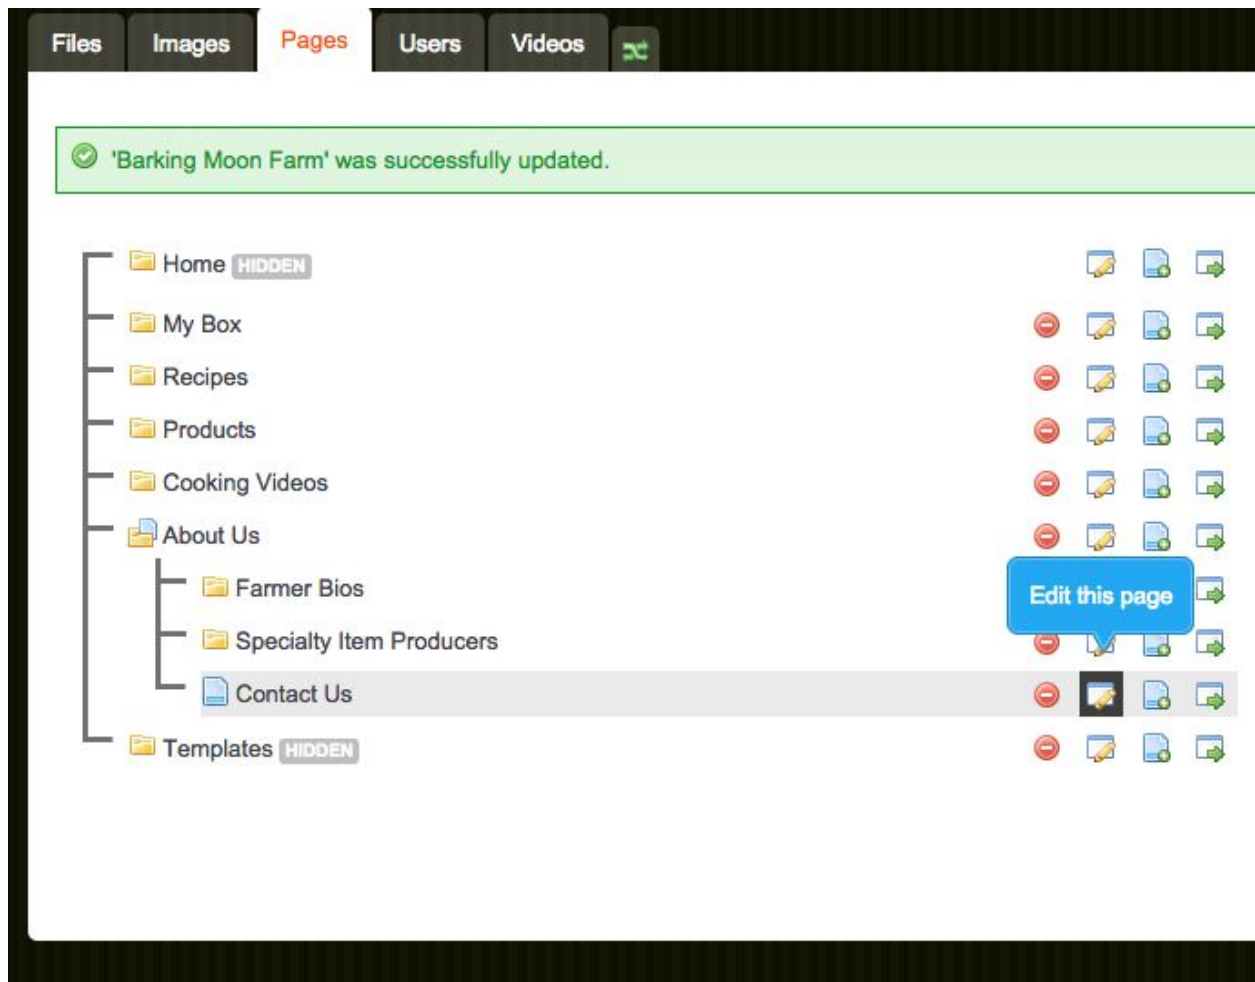 Files Images Pages Users Videos
'Barking Moon Farm' was successfully updated.
Home HIDDEN
My Box
Recipes
Products
Cooking Videos
About Us
Farmer Bios
Edit this page
Specialty Item Producers
Contact Us
Templates HIDDEN